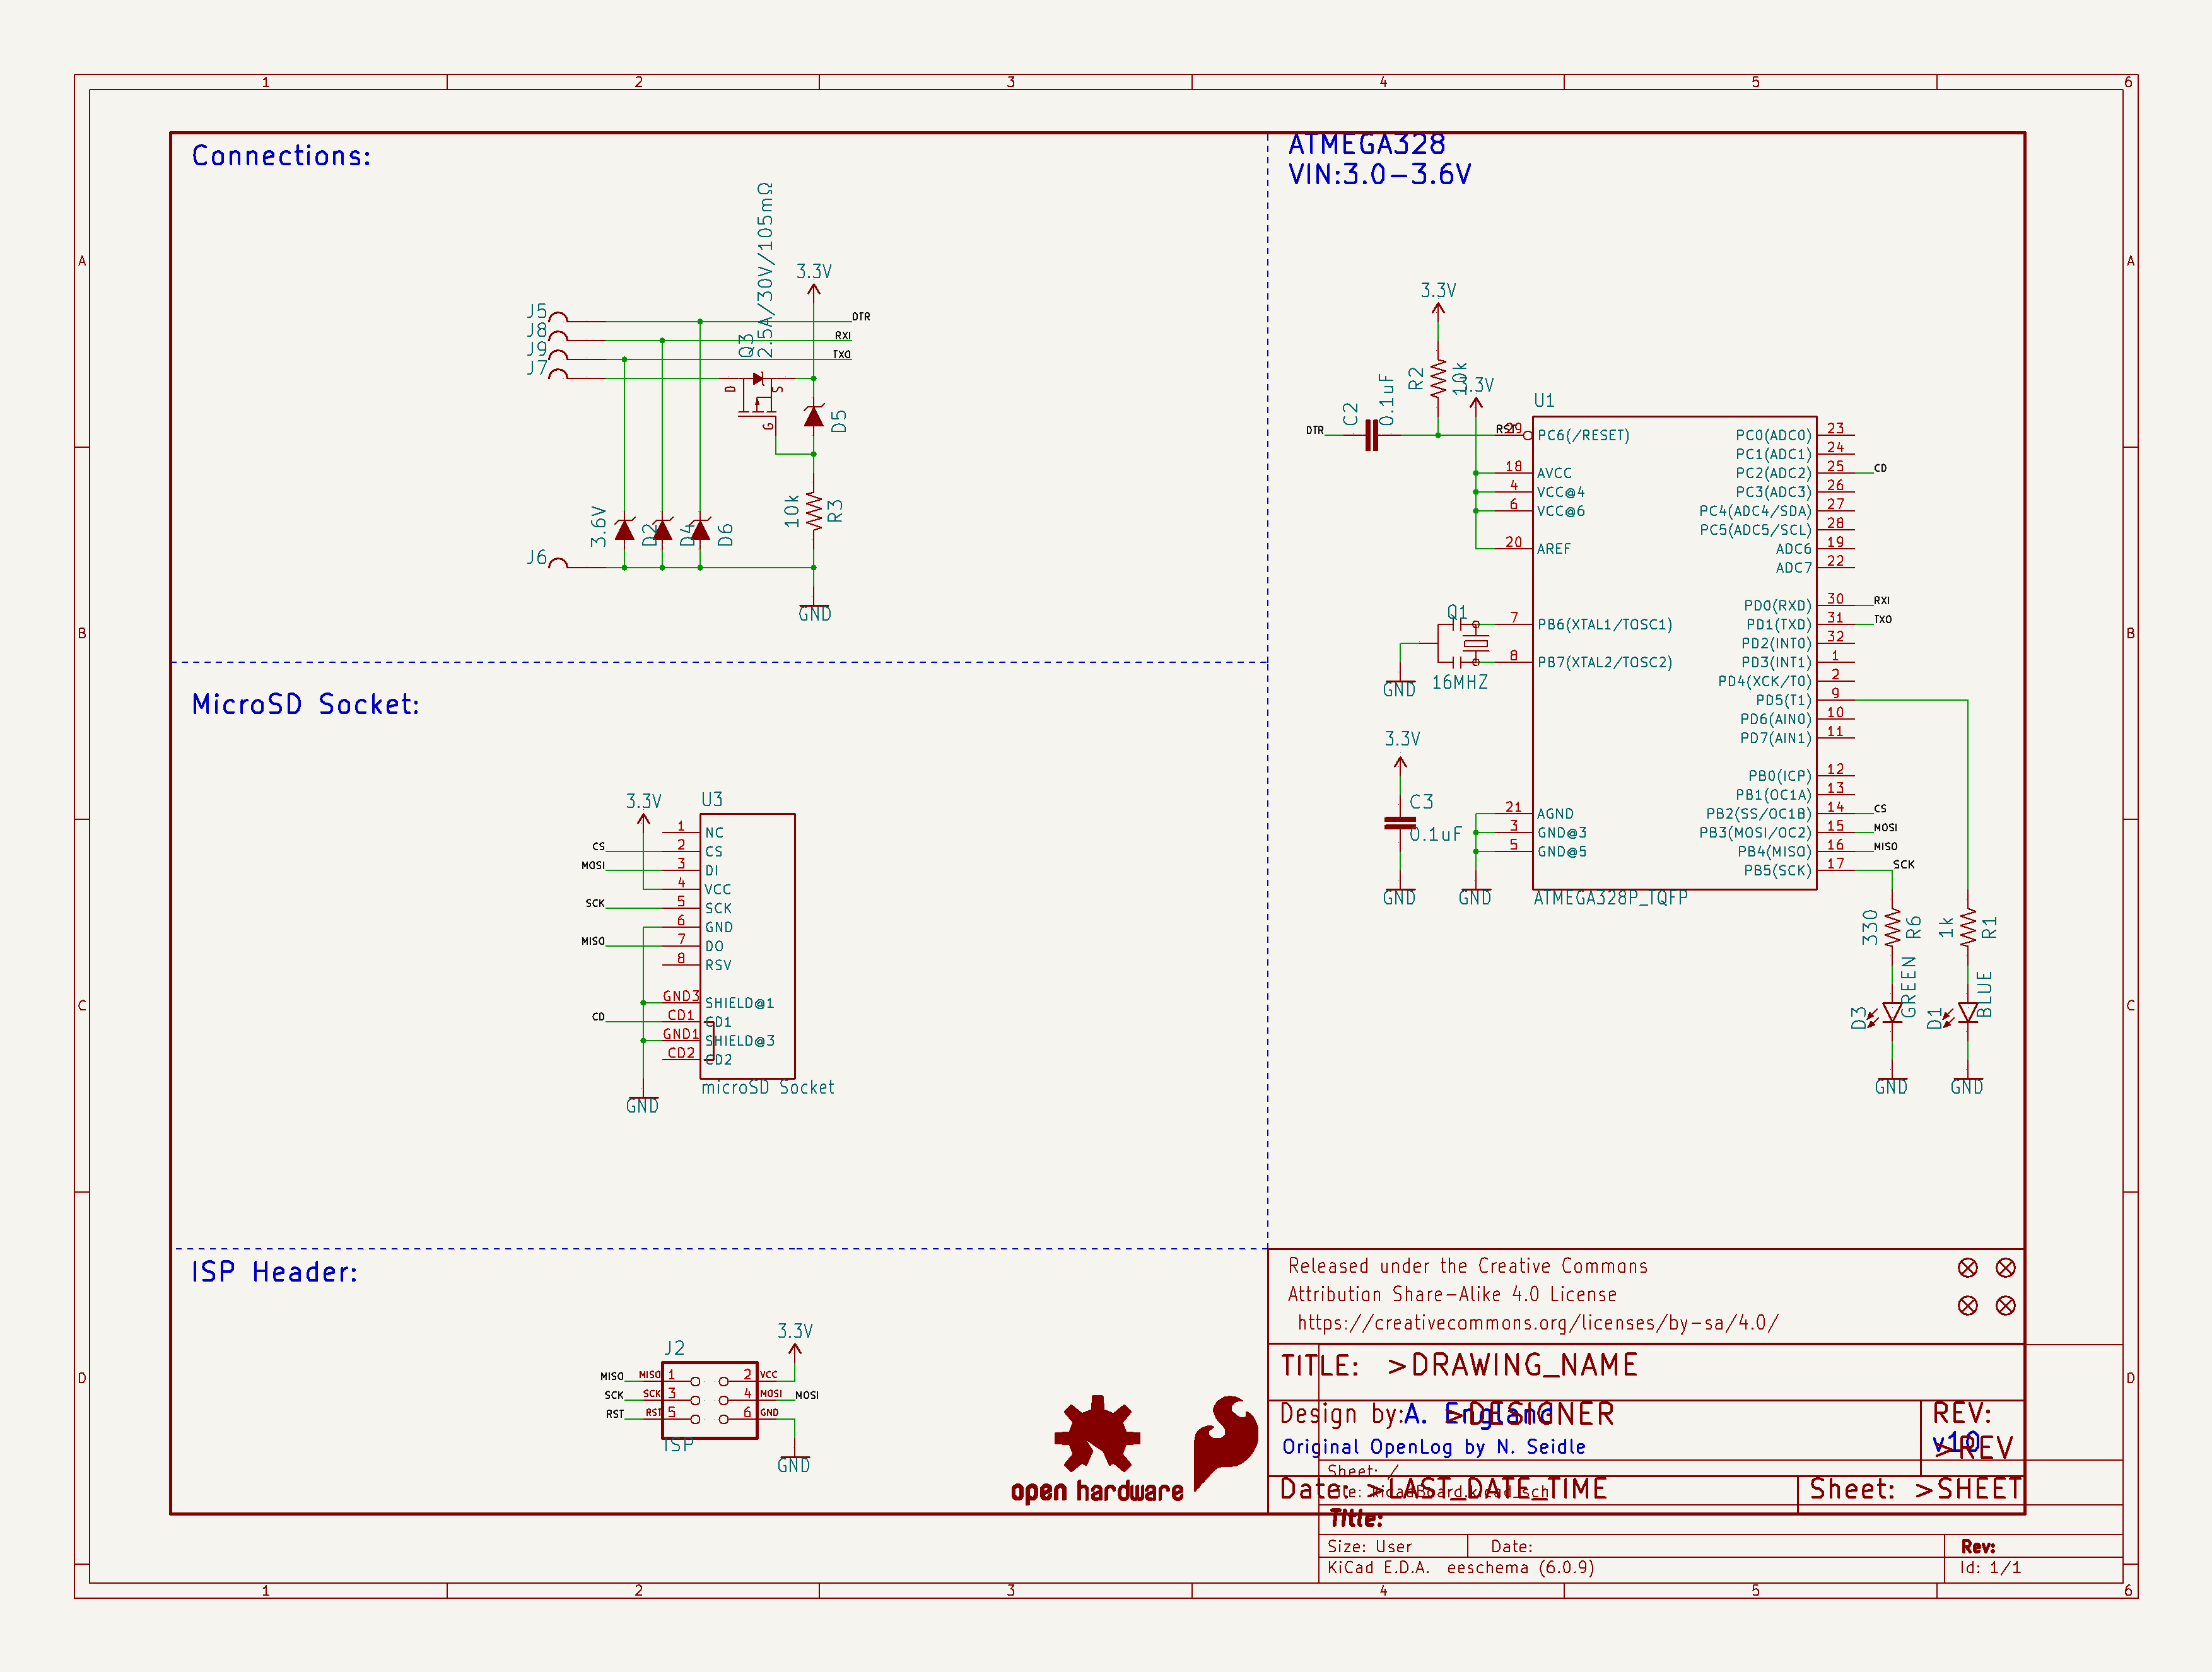 1 2 3 4 5 6
Connections:
ATMEGA328
VIN:3.0-3.6V
2.5A/30V/105mΩ
Q3
3.3V
J5
J8
J9
J7
DTR
RXI
TXO
D
S
G
D5
10k
R3
3.6V
D2
D4
D6
J6
GND
3.3V
R2
10k
3.3V
C2
0.1uF
DTR
RST
U1
29 PC6(/RESET)
18 AVCC
4 VCC@4
6 VCC@6
20 AREF
7 PB6(XTAL1/TOSC1)
8 PB7(XTAL2/TOSC2)
21 AGND
3 GND@3
5 GND@5
PC0(ADC0) 23
PC1(ADC1) 24
PC2(ADC2) 25 CD
PC3(ADC3) 26
PC4(ADC4/SDA) 27
PC5(ADC5/SCL) 28
ADC6 19
ADC7 22
PD0(RXD) 30 RXI
PD1(TXD) 31 TXO
PD2(INT0) 32
PD3(INT1) 1
PD4(XCK/T0) 2
PD5(T1) 9
PD6(AIN0) 10
PD7(AIN1) 11
PB0(ICP) 12
PB1(OC1A) 13
PB2(SS/OC1B) 14 CS
PB3(MOSI/OC2) 15 MOSI
PB4(MISO) 16 MISO
PB5(SCK) 17 SCK
ATMEGA328P_TQFP
Q1
16MHZ
GND
3.3V
C3
0.1uF
GND
GND
330
R6
1k
R1
GREEN
BLUE
D3
D1
GND
GND
MicroSD Socket:
3.3V
U3
1 NC
CS 2 CS
MOSI 3 DI
4 VCC
SCK 5 SCK
6 GND
MISO 7 DO
8 RSV
GND3 SHIELD@1
CD CD1 CD1
GND1 SHIELD@3
CD2 CD2
microSD Socket
GND
ISP Header:
3.3V
J2
MISO MISO 1 2 VCC
SCK SCK 3 4 MOSI MOSI
RST RST 5 6 GND
ISP
GND
open hardware
Released under the Creative Commons
Attribution Share-Alike 4.0 License
https://creativecommons.org/licenses/by-sa/4.0/
TITLE: >DRAWING_NAME
Design by: A. England >DESIGNER
REV:
Original OpenLog by N. Seidle
v10
>REV
Sheet: /
File: kicadBoard.kicad_sch
Date: >LAST_DATE_TIME
Sheet: >SHEET
Title:
Size: User
Date:
Rev:
KiCad E.D.A. eeschema (6.0.9)
Id: 1/1
A
B
C
D
A
B
C
D
1 2 3 4 5 6